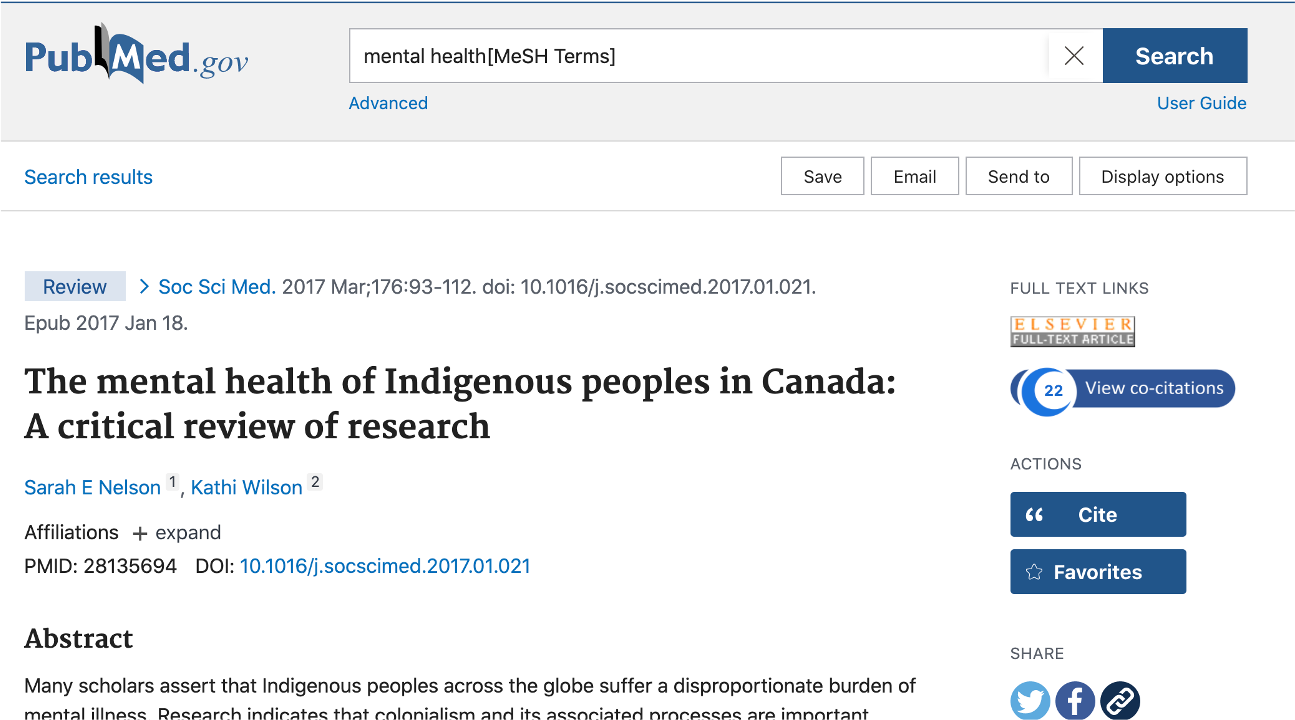 PubMed.gov
mental health[MeSH Terms]
Search
Advanced
User Guide
Search results
Save
Email
Send to
Display options
Review > Soc Sci Med. 2017 Mar;176:93-112. doi: 10.1016/j.socscimed.2017.01.021.
Epub 2017 Jan 18.
The mental health of Indigenous peoples in Canada:
A critical review of research
Sarah E Nelson 1, Kathi Wilson 2
Affiliations + expand
PMID: 28135694 DOI: 10.1016/j.socscimed.2017.01.021
Abstract
Many scholars assert that Indigenous peoples across the globe suffer a disproportionate burden of
mental illness. Research indicates that colonialism and its associated processes are important
FULL TEXT LINKS
ELSEVIER
FULL-TEXT ARTICLE
22 View co-citations
ACTIONS
Cite
Favorites
SHARE